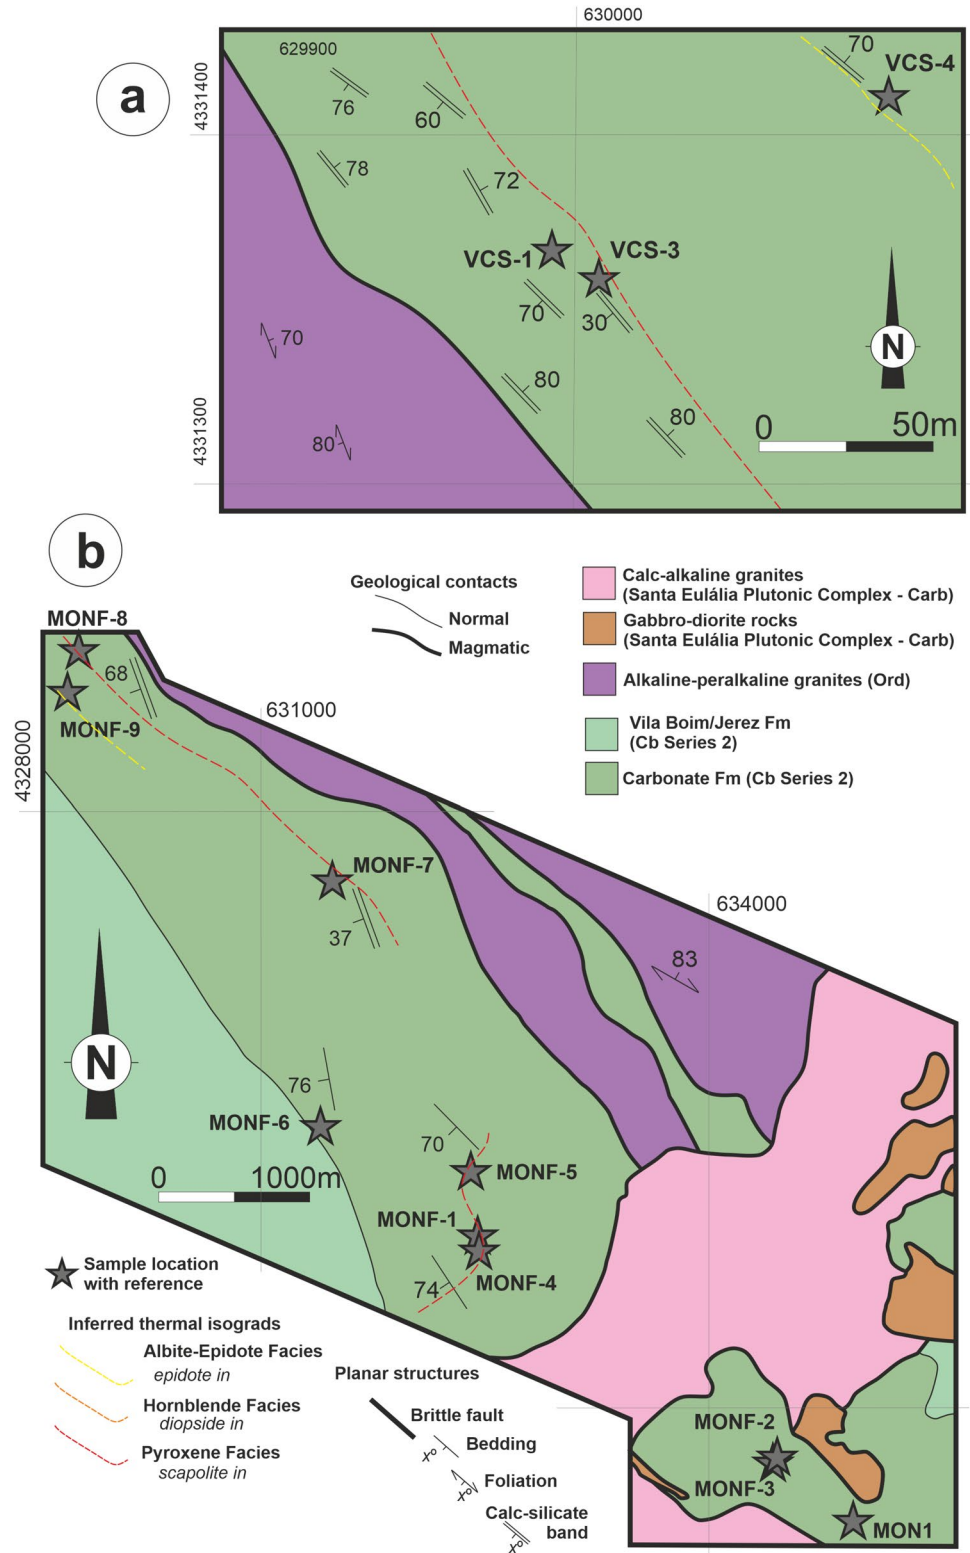 a
630000
629900
4331400
4331300
70
VCS-4
76
60
78
72
VCS-1
VCS-3
70
30
70
80
80
80
N
0
50m
b
Geological contacts
Normal
Magmatic
Calc-alkaline granites
(Santa Eulália Plutonic Complex - Carb)
Gabbro-diorite rocks
(Santa Eulália Plutonic Complex - Carb)
Alkaline-peralkaline granites (Ord)
Vila Boim/Jerez Fm
(Cb Series 2)
Carbonate Fm (Cb Series 2)
MONF-8
68
MONF-9
631000
4328000
MONF-7
37
634000
83
N
76
MONF-6
70
MONF-5
0
1000m
MONF-1
MONF-4
74
MONF-2
MONF-3
MON1
Sample location
with reference
Inferred thermal isograds
Albite-Epidote Facies
epidote in
Hornblende Facies
diopside in
Pyroxene Facies
scapolite in
Planar structures
Brittle fault
xº
Bedding
xº
Foliation
Calc-silicate
band
xº